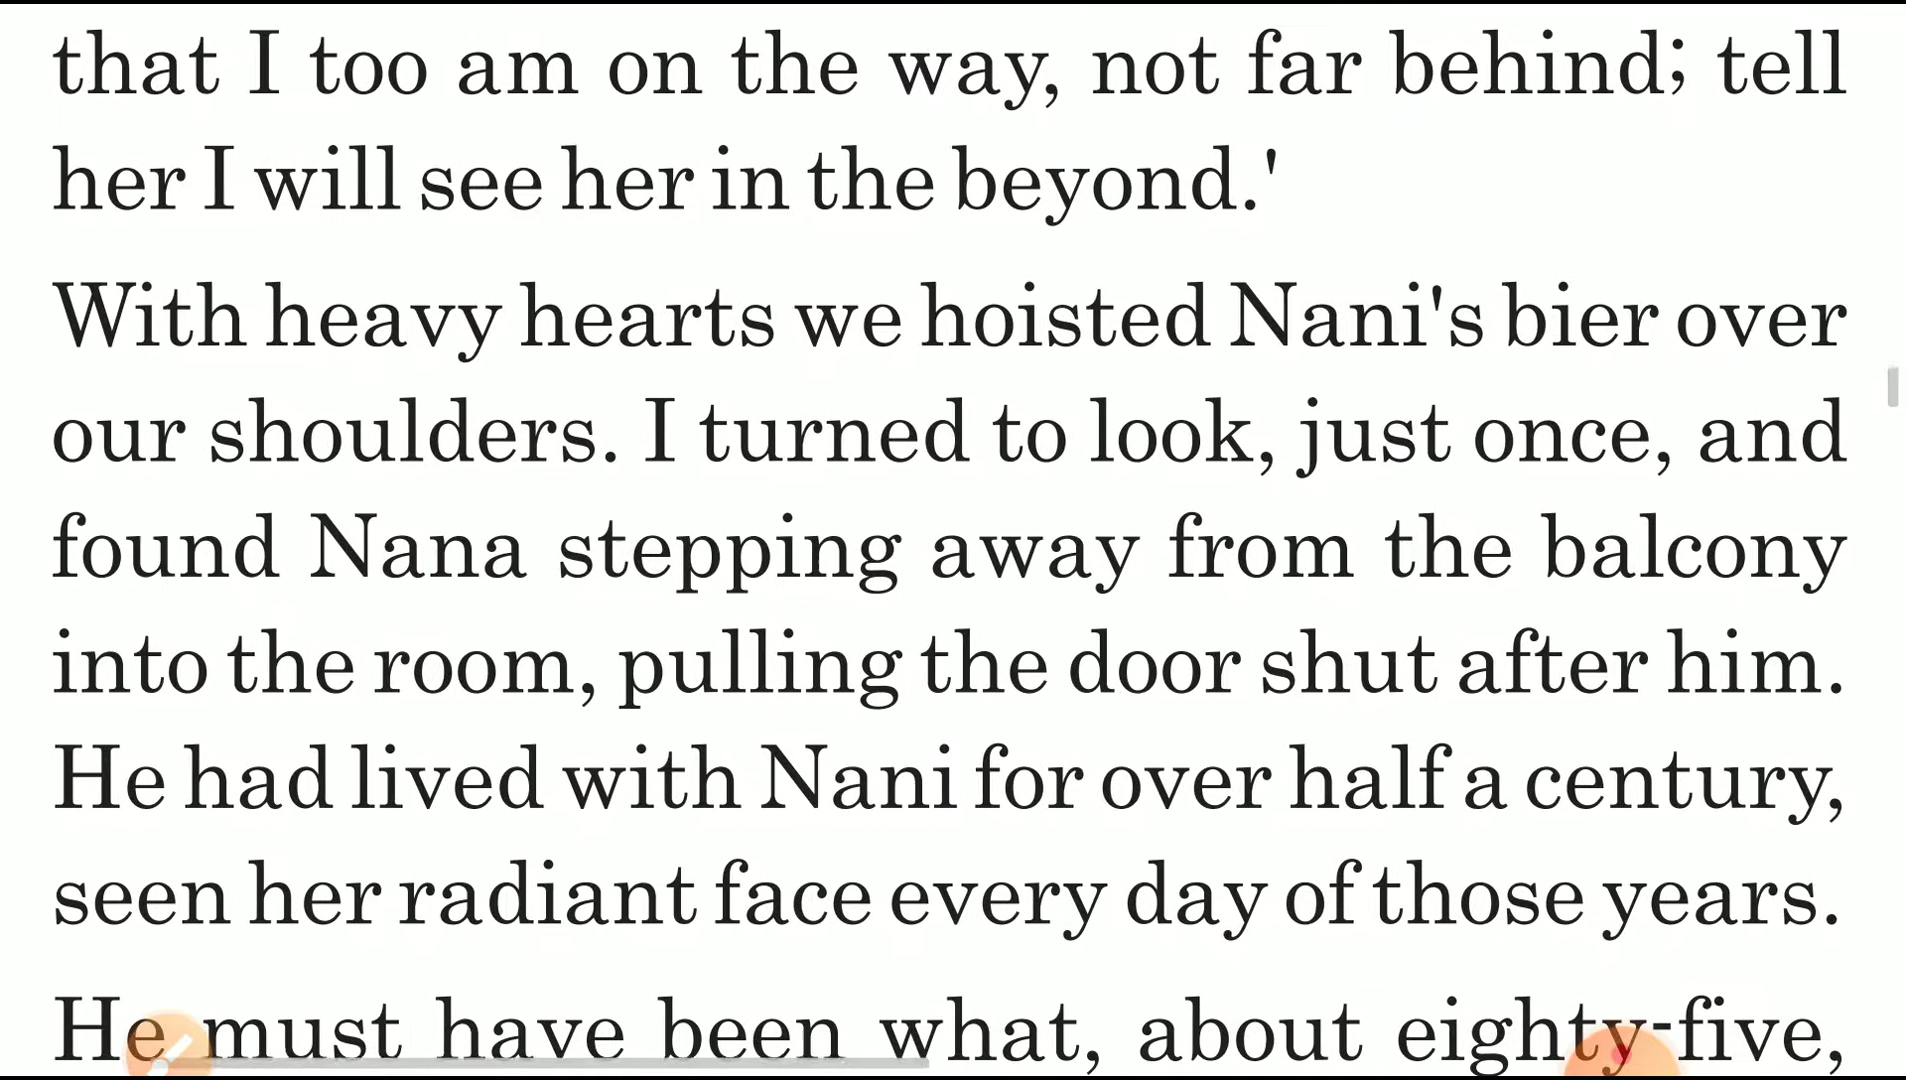 that I too am on the way, not far behind; tell
her I will see her in the beyond.'
With heavy hearts we hoisted Nani's bier over
our shoulders. I turned to look, just once, and
found Nana stepping away from the balcony
into the room, pulling the door shut after him.
He had lived with Nani for over half a century,
seen her radiant face every day of those years.
He must have been what, about eighty-five,